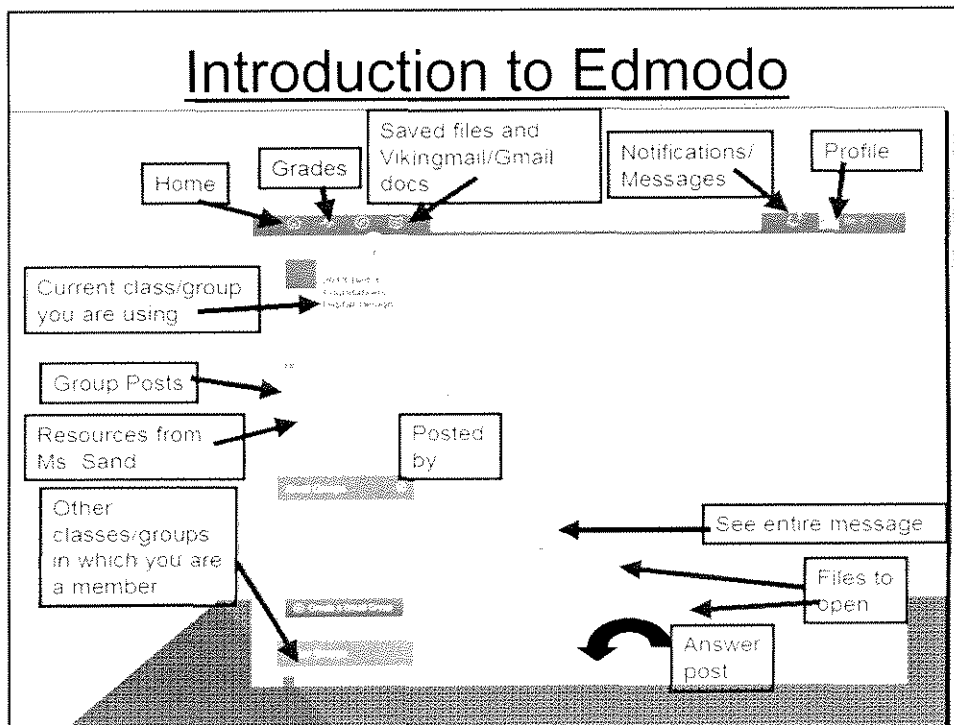 Introduction to Edmodo
Home
Grades
Saved files and
Vikingmail/Gmail
docs
Notifications/
Messages
Profile
Current class/group
you are using
Digital Design
Group Posts
Resources from
Ms. Sand
Posted
by
Other
classes/groups
in which you are
a member
See entire message
Files to
open
Answer
post